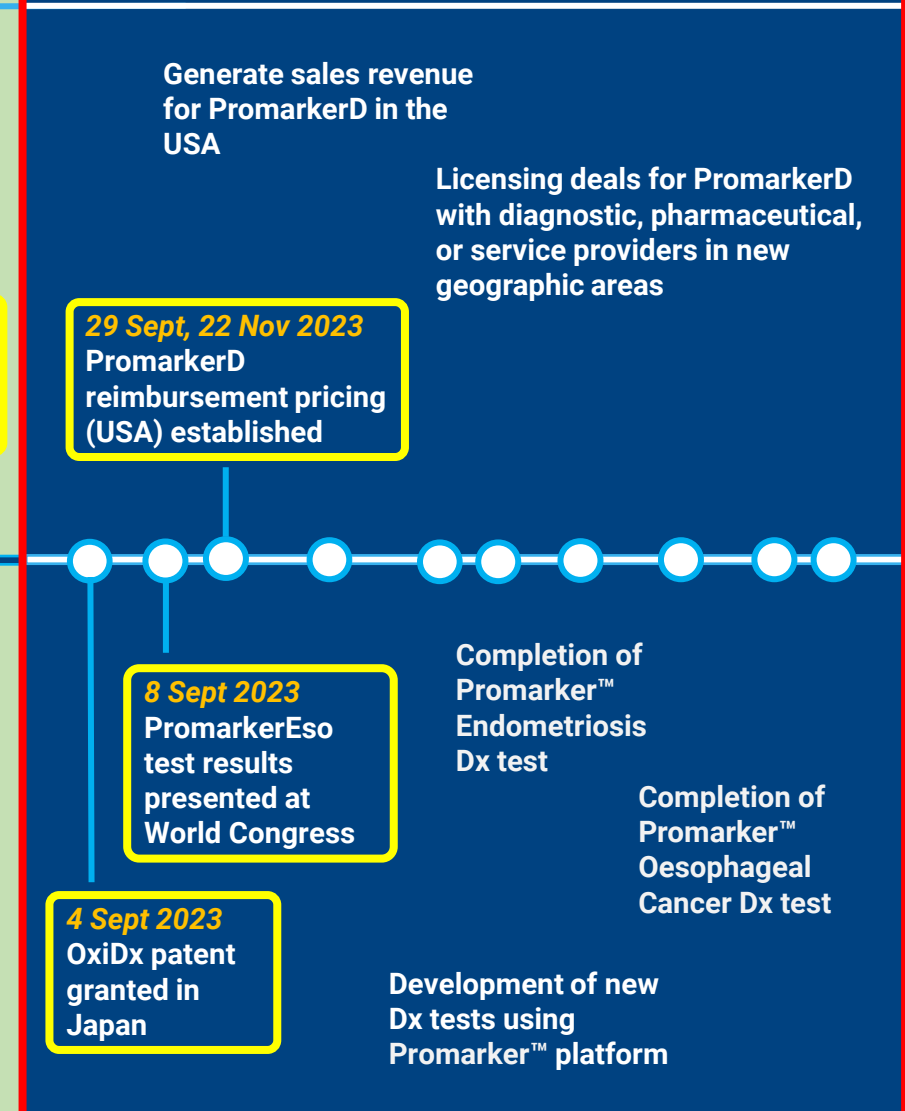 Generate sales revenue
for PromarkerD in the
USA
Licensing deals for PromarkerD
with diagnostic, pharmaceutical,
or service providers in new
geographic areas
29 Sept, 22 Nov 2023
PromarkerD
reimbursement pricing
(USA) established
8 Sept 2023
PromarkerEso
test results
presented at
World Congress
4 Sept 2023
OxiDx patent
granted in
Japan
Completion of
Promarker™
Endometriosis
Dx test
Completion of
Promarker™
Oesophageal
Cancer Dx test
Development of new
Dx tests using
Promarker™ platform